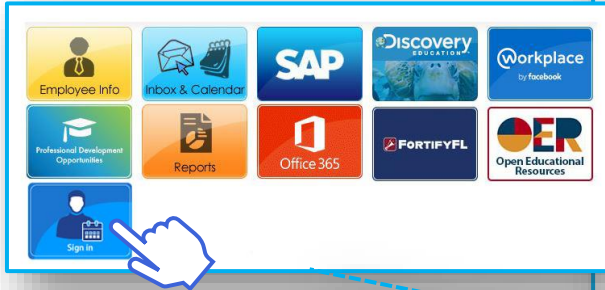 Employee Info
Inbox & Calendar
SAP
Discovery
EDUCATION
Workplace
by facebook
Professional Development
Opportunities
Reports
Office 365
FORTIFYFL
OER
Open Educational
Resources
Sign in